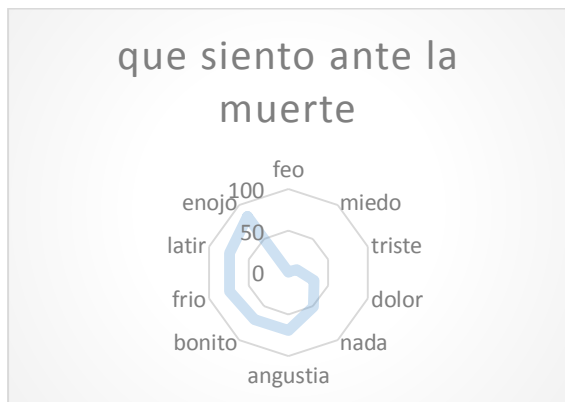 que siento ante la
muerte
feo
100
enojo
miedo
50
latir
triste
0
frio
dolor
bonito
nada
angustia